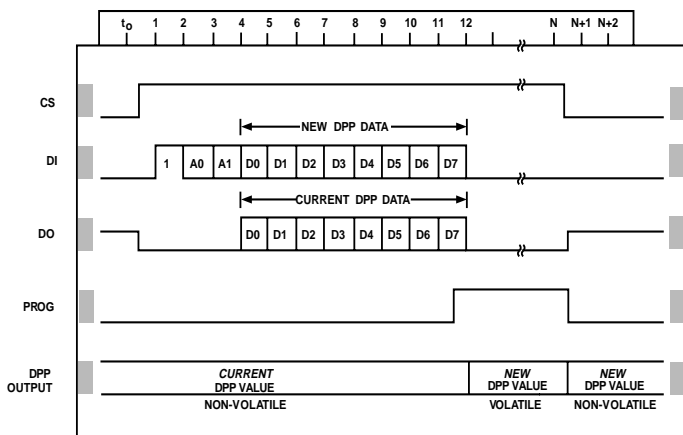 to 1 2 3 4 5 6 7 8 9 10 11 12 N N+1 N+2
CS
NEW DPP DATA
DI 1 A0 A1 D0 D1 D2 D3 D4 D5 D6 D7
CURRENT DPP DATA
DO D0 D1 D2 D3 D4 D5 D6 D7
PROG
DPP OUTPUT
CURRENT DPP VALUE
NON-VOLATILE
NEW DPP VALUE
VOLATILE
NEW DPP VALUE
NON-VOLATILE